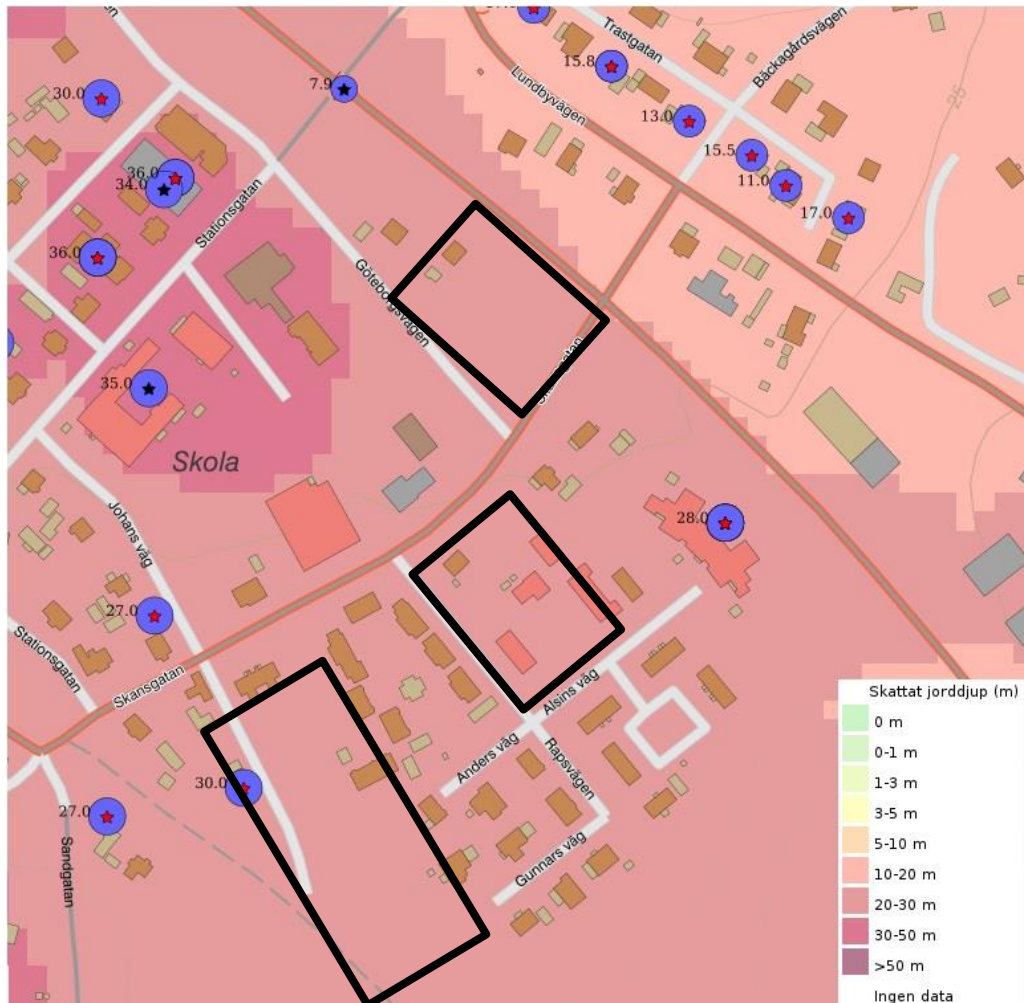 Trastgatan
Bäckagårdsvägen
15.8
Lundbyvägen
7.9
30.0
13.0
25
15.5
36.0
34.0
11.0
17.0
Stationsgatan
36.0
Göteborgsvägen
35.0
Skola
28.0
Johans väg
27.0
Stationsgatan
Skansgatan
Alsins väg
Anders väg
Rapsvägen
30.0
27.0
Sandgatan
Gunnars väg
Skattat jorddjup (m)
0 m
0-1 m
1-3 m
3-5 m
5-10 m
10-20 m
20-30 m
30-50 m
>50 m
Ingen data